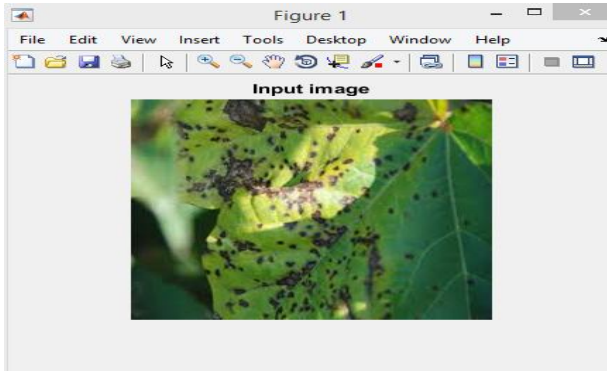 Figure 1
File Edit View Insert Tools Desktop Window Help
Input image